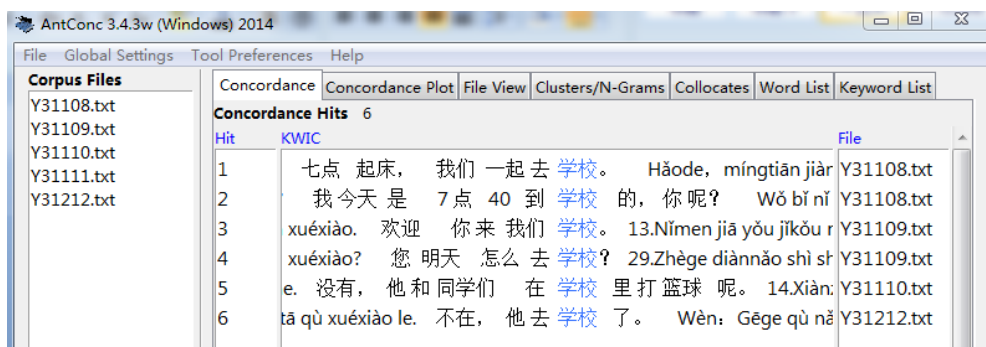 AntConc 3.4.3w (Windows) 2014
File Global Settings Tool Preferences Help
Corpus Files
Y31108.txt
Y31109.txt
Y31110.txt
Y31111.txt
Y31212.txt
Concordance Concordance Plot File View Clusters/N-Grams Collocates Word List Keyword List
Concordance Hits 6
Hit KWIC File
1 七点 起床， 我们 一起 去 学校。 Hǎode, míngtiān jiàn Y31108.txt
2 我 今天 是 7 点 40 到 学校 的， 你 呢？ Wǒ bǐ nǐ Y31108.txt
3 xuéxiào. 欢迎 你 来 我们 学校。 13.Nǐmen jiā yǒu jǐkǒu r Y31109.txt
4 xuéxiào? 您 明天 怎么 去 学校？ 29.Zhège diànnǎo shì sh Y31109.txt
5 e. 没有， 他 和 同学们 在 学校 里 打 篮球 呢。 14.Xiàn: Y31110.txt
6 tā qù xuéxiào le. 不在， 他 去 学校 了。 Wèn: Gēge qù nǎ Y31212.txt